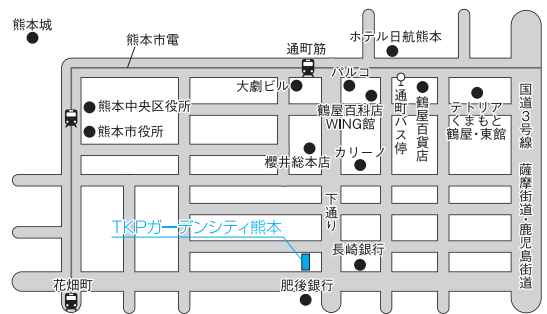 熊本城
熊本市電
通町筋
ホテル日航熊本
大劇ビル
パルコ
熊本中央区役所
熊本市役所
鶴屋百科店
WING館
通町バス停
鶴屋百貨店
テトリア
くまもと
鶴屋・東館
国道3号線 薩摩街道・鹿児島街道
櫻井総本店
カリーノ
下通り
TKPガーデンシティ熊本
長崎銀行
花畑町
肥後銀行